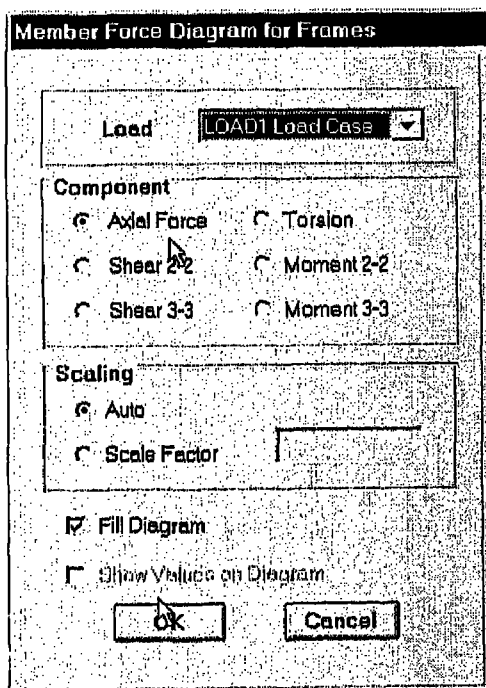 Member Force Diagram for Frames
Load LOAD1 Load Case
Component
Axial Force Torsion
Shear 2-2 Moment 2-2
Shear 3-3 Moment 3-3
Scaling
Auto
Scale Factor
Fill Diagram
Show Values on Diagram
OK Cancel